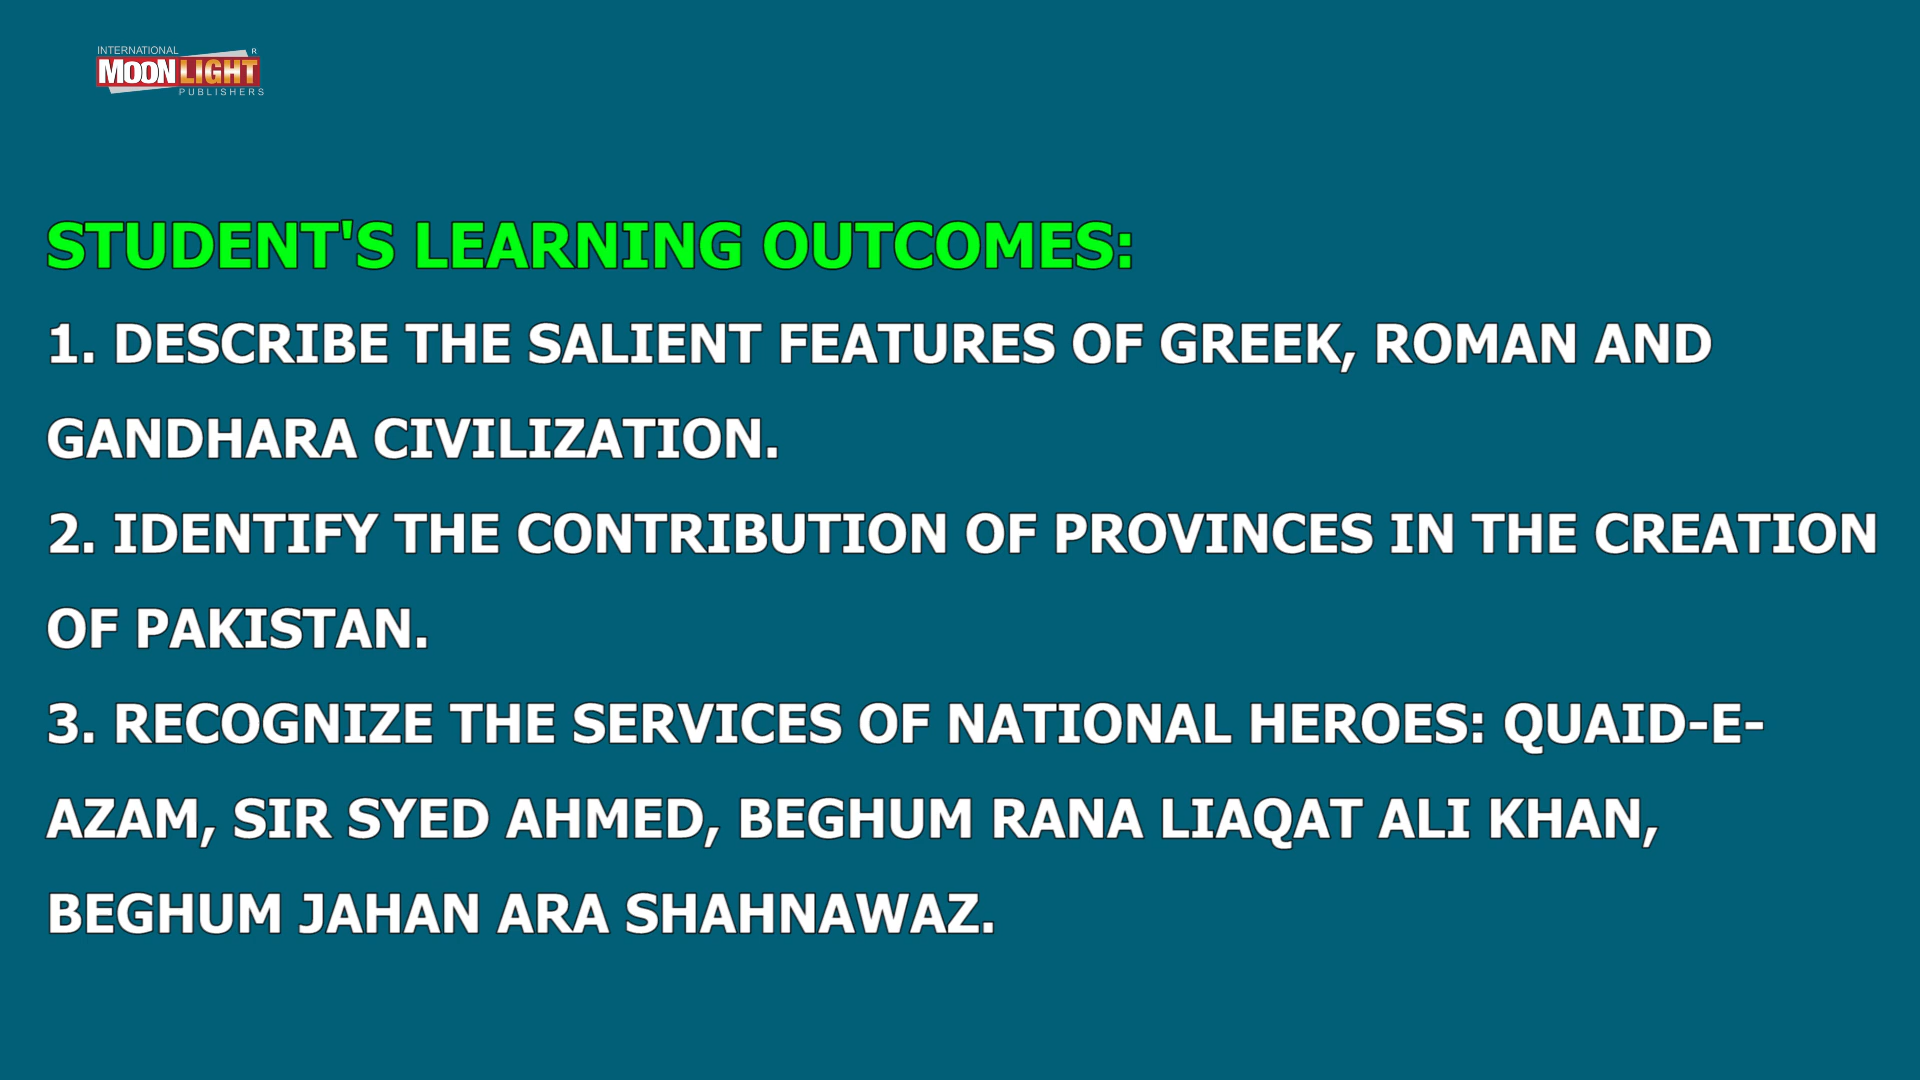 INTERNATIONAL
R
MOONLIGHT
PUBLISHERS
STUDENT'S LEARNING OUTCOMES:
1. DESCRIBE THE SALIENT FEATURES OF GREEK, ROMAN AND
GANDHARA CIVILIZATION.
2. IDENTIFY THE CONTRIBUTION OF PROVINCES IN THE CREATION
OF PAKISTAN.
3. RECOGNIZE THE SERVICES OF NATIONAL HEROES: QUAID-E-
AZAM, SIR SYED AHMED, BEGHUM RANA LIAQAT ALI KHAN,
BEGHUM JAHAN ARA SHAHNAWAZ.